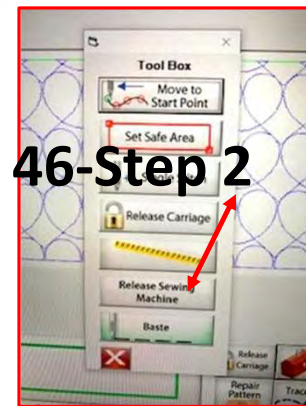 Tool Box
Move to
Start Point
Set Safe Area
46-Step 2
Release Carriage
Release Sewing
Machine
Baste
Release
Carriage
Repair
Pattern